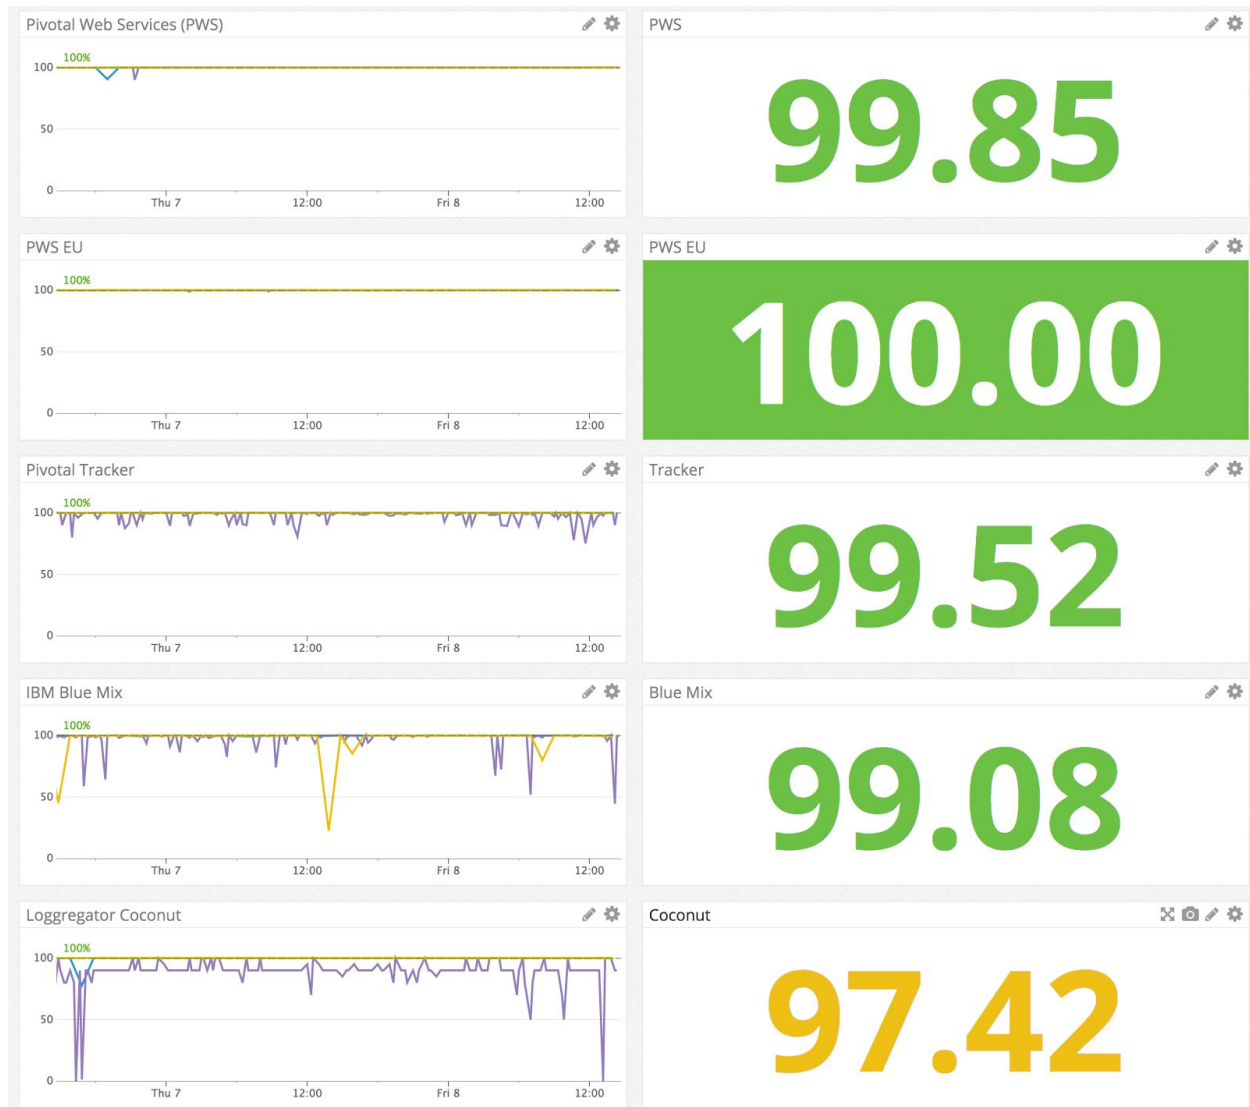 Pivotal Web Services (PWS)
100%
100
50
0
Thu 7 12:00 Fri 8 12:00
PWS
99.85
PWS EU
100%
100
50
0
Thu 7 12:00 Fri 8 12:00
PWS EU
100.00
Pivotal Tracker
100%
100
50
0
Thu 7 12:00 Fri 8 12:00
Tracker
99.52
IBM Blue Mix
100%
100
50
0
Thu 7 12:00 Fri 8 12:00
Blue Mix
99.08
Loggregator Coconut
100%
100
50
0
Thu 7 12:00 Fri 8 12:00
Coconut
97.42